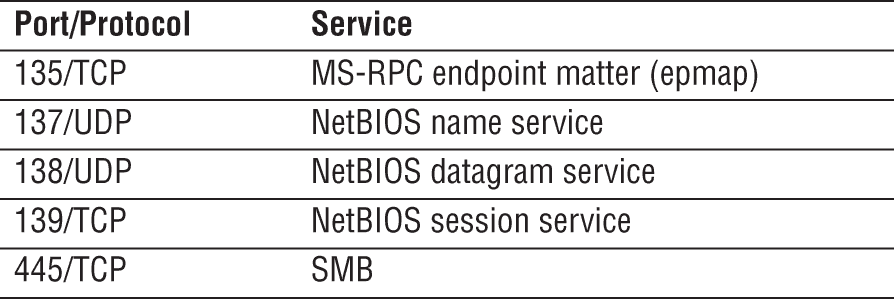 Port/Protocol Service
135/TCP MS-RPC endpoint matter (epmap)
137/UDP NetBIOS name service
138/UDP NetBIOS datagram service
139/TCP NetBIOS session service
445/TCP SMB